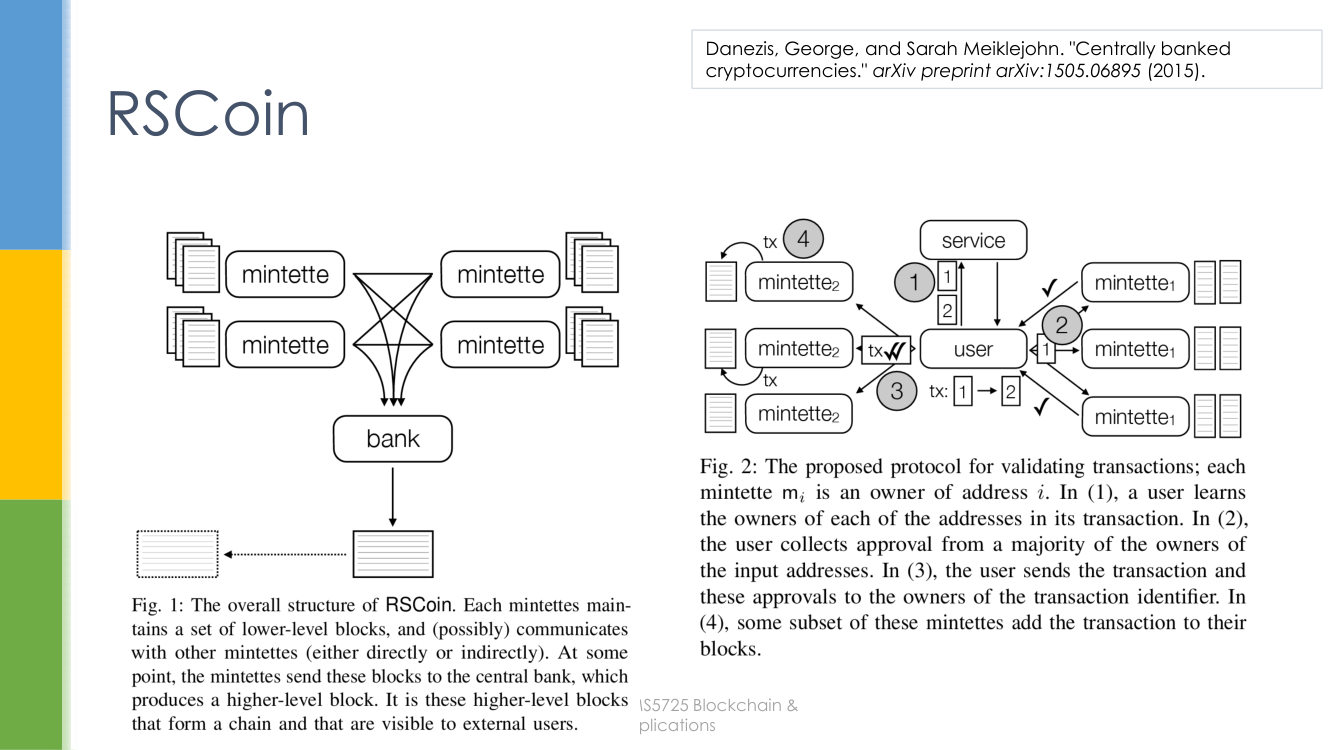 Danezis, George, and Sarah Meiklejohn. "Centrally banked
cryptocurrencies." arXiv preprint arXiv:1505.06895 (2015).
RSCoin
mintette
mintette
mintette
mintette
bank
Fig. 1: The overall structure of RSCoin. Each mintettes main-
tains a set of lower-level blocks, and (possibly) communicates
with other mintettes (either directly or indirectly). At some
point, the mintettes send these blocks to the central bank, which
produces a higher-level block. It is these higher-level blocks
that form a chain and that are visible to external users.
tx
4
service
mintette₂
1
1
2
mintette₁
2
mintette₂
tx
user
1
mintette₁
tx
3
tx: 1 → 2
mintette₂
mintette₁
Fig. 2: The proposed protocol for validating transactions; each
mintette mᵢ is an owner of address i. In (1), a user learns
the owners of each of the addresses in its transaction. In (2),
the user collects approval from a majority of the owners of
the input addresses. In (3), the user sends the transaction and
these approvals to the owners of the transaction identifier. In
(4), some subset of these mintettes add the transaction to their
blocks.
S5725 Blockchain &
plications